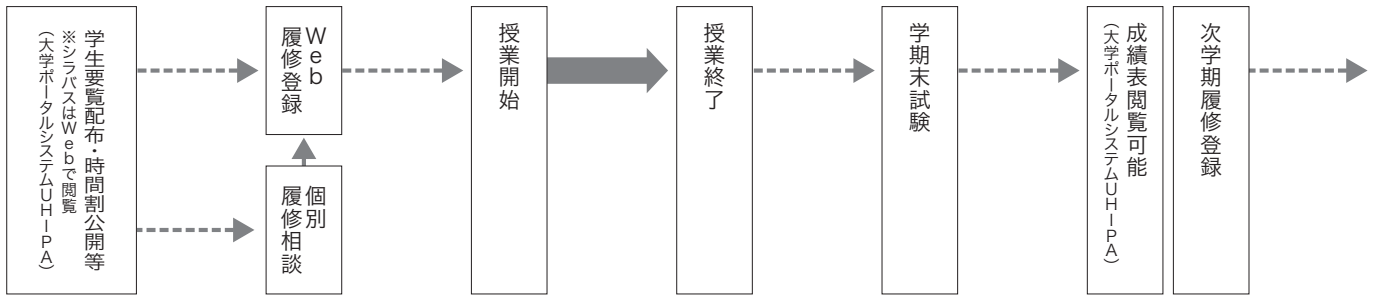 学生要覧配布・時間割公開等
※シラバスはWebで閲覧
（大学ポータルシステムUHIPA）
Web
履修登録
個別
履修相談
授業開始
授業終了
学期末試験
成績表閲覧可能
（大学ポータルシステムUHIPA）
次学期履修登録